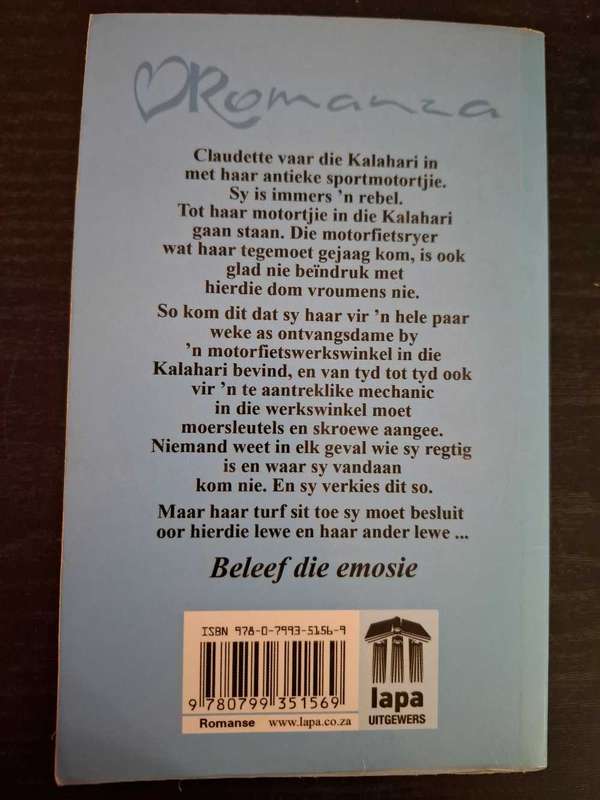 Romanza
Claudette vaar die Kalahari in
met haar antieke sportmotortjie.
Sy is immers 'n rebel.
Tot haar motortjie in die Kalahari
gaan staan. Die motorfietsryer
wat haar tegemoet gejaag kom, is ook
glad nie beïndruk met
hierdie dom vroumens nie.
So kom dit dat sy haar vir 'n hele paar
weke as ontvangsdame by
'n motorfietswerkswinkel in die
Kalahari bevind, en van tyd tot tyd ook
vir 'n te aantreklike mechanic
in die werkswinkel moet
moersleutels en skroewe aangee.
Niemand weet in elk geval wie sy regtig
is en waar sy vandaan
kom nie. En sy verkies dit so.
Maar haar turf sit toe sy moet besluit
oor hierdie lewe en haar ander lewe ...
Beleef die emosie
ISBN 978-0-7993-5156-9
9 780799 351569
Romanse www.lapa.co.za
lapa
UITGEWERS